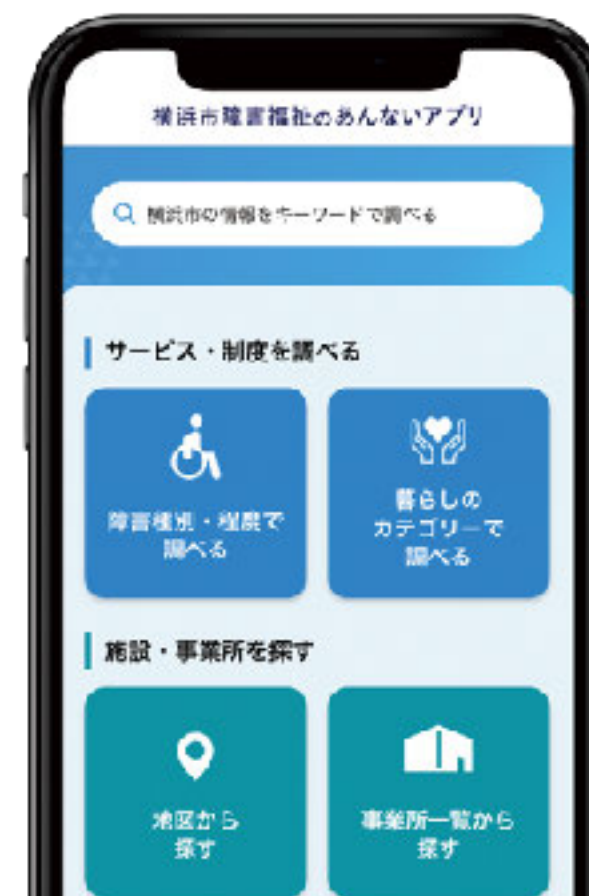 横浜市障害福祉のあんないアプリ
横浜市の情報をキーワードで調べる
サービス・制度を調べる
障害種別・程度で
調べる
暮らしの
カテゴリーで
調べる
施設・事業所を探す
地区から
探す
事業所一覧から
探す